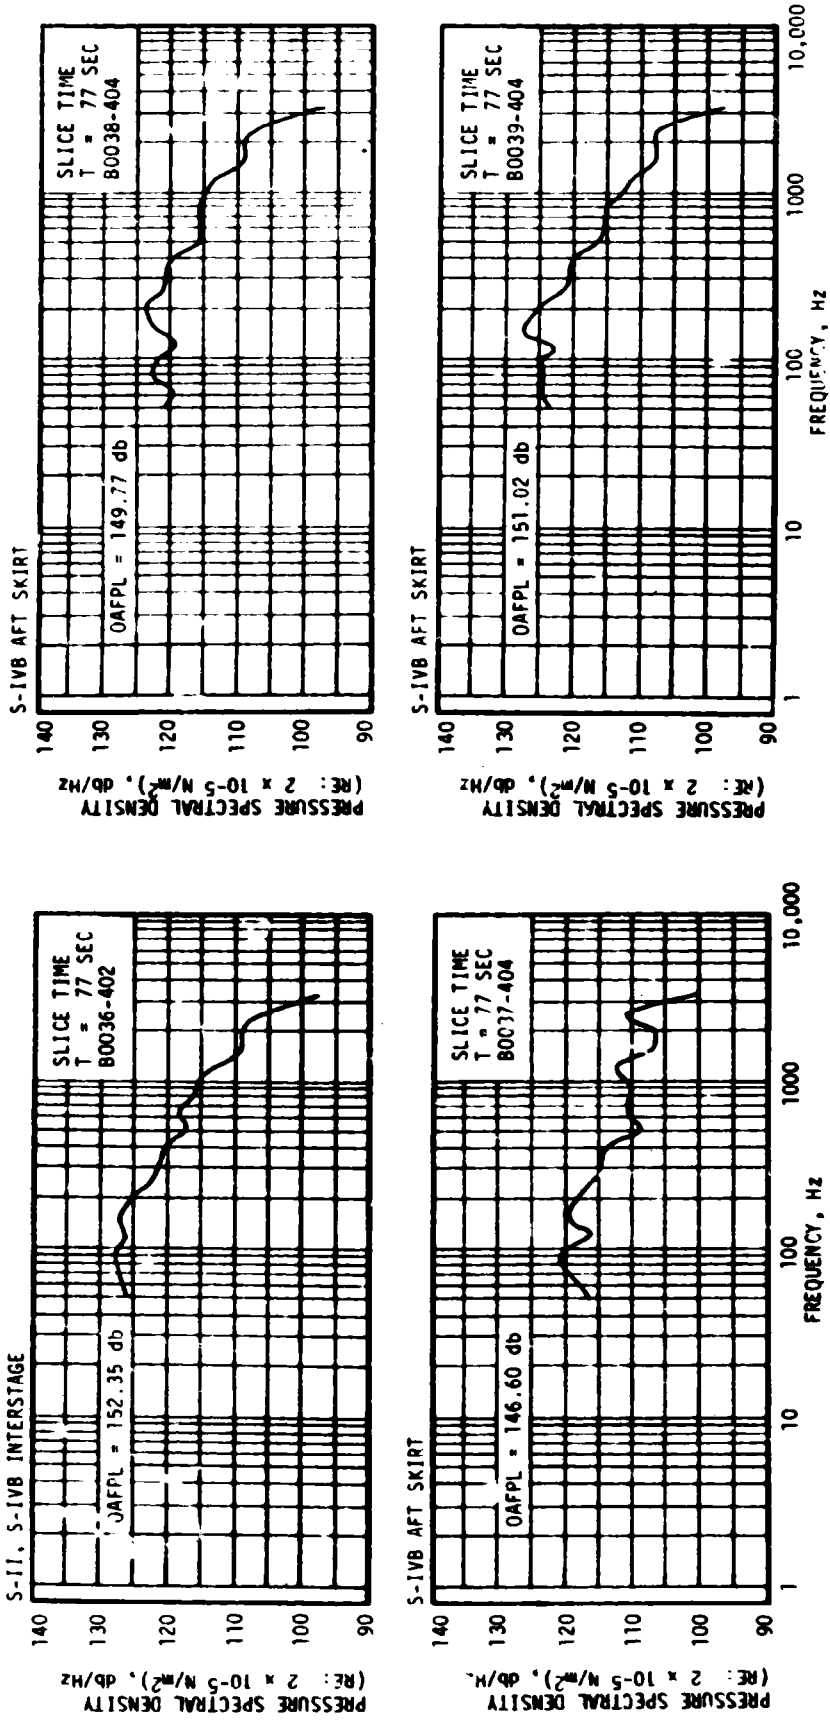 S-II, S-IVB INTERSTAGE
PRESSURE SPECTRAL DENSITY
(RE: 2 x 10-5 N/m²), db/Hz
140
130
120
110
100
90
OAFPL = 152.35 db
SLICE TIME
T = 77 SEC
B0036-402
S-IVB AFT SKIRT
PRESSURE SPECTRAL DENSITY
(RE: 2 x 10-5 N/m²), db/Hz
140
130
120
110
100
90
OAFPL = 149.77 db
SLICE TIME
T = 77 SEC
B0038-404
S-IVB AFT SKIRT
PRESSURE SPECTRAL DENSITY
(RE: 2 x 10-5 N/m²),
140
130
120
110
100
90
OAFPL = 146.60 db
SLICE TIME
T = 77 SEC
B0037-404
1
10
100
1000
10,000
FREQUENCY, Hz
S-IVB AFT SKIRT
PRESSURE SPECTRAL DENSITY
(RE: 2 x 10-5 N/m²), db/Hz
140
130
120
110
100
90
OAFPL = 151.02 db
SLICE TIME
T = 77 SEC
B0039-404
1
10
100
1000
10,000
FREQUENCY, Hz